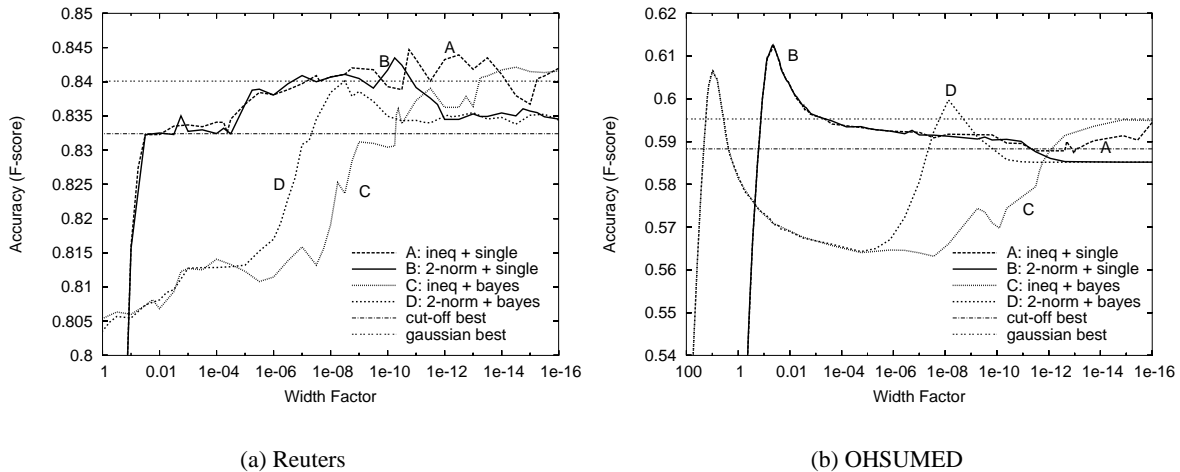 Accuracy (F-score)
0.85
0.845
0.84
0.835
0.83
0.825
0.82
0.815
0.81
0.805
0.8
A
B
D
C
A: ineq + single
B: 2-norm + single
C: ineq + bayes
D: 2-norm + bayes
cut-off best
gaussian best
1 0.01 1e-04 1e-06 1e-08 1e-10 1e-12 1e-14 1e-16
Width Factor
(a) Reuters
Accuracy (F-score)
0.62
0.61
0.6
0.59
0.58
0.57
0.56
0.55
0.54
B
D
A
C
A: ineq + single
B: 2-norm + single
C: ineq + bayes
D: 2-norm + bayes
cut-off best
gaussian best
100 1 0.01 1e-04 1e-06 1e-08 1e-10 1e-12 1e-14 1e-16
Width Factor
(b) OHSUMED